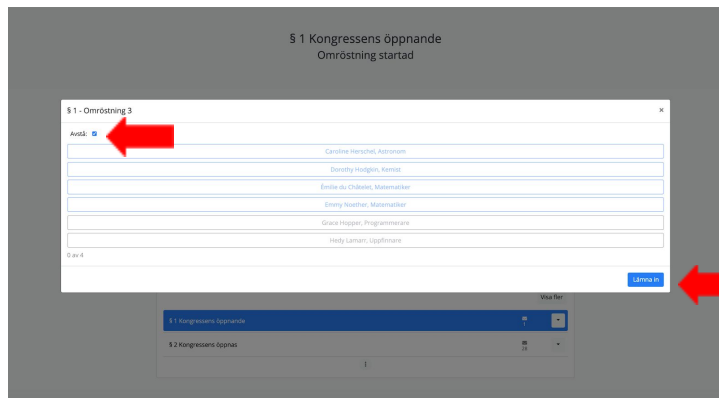 § 1 Kongressens öppnande
Omröstning startad
§ 1 - Omröstning 3
×
Avstå:
Caroline Herschel, Astronom
Dorothy Hodgkin, Kemist
Émilie du Châtelet, Matematiker
Emmy Noether, Matematiker
Grace Hopper, Programmerare
Hedy Lamarr, Uppfinnare
0 av 4
Lämna in
Visa fler
§ 1 Kongressens öppnande
§ 2 Kongressens öppnas
1